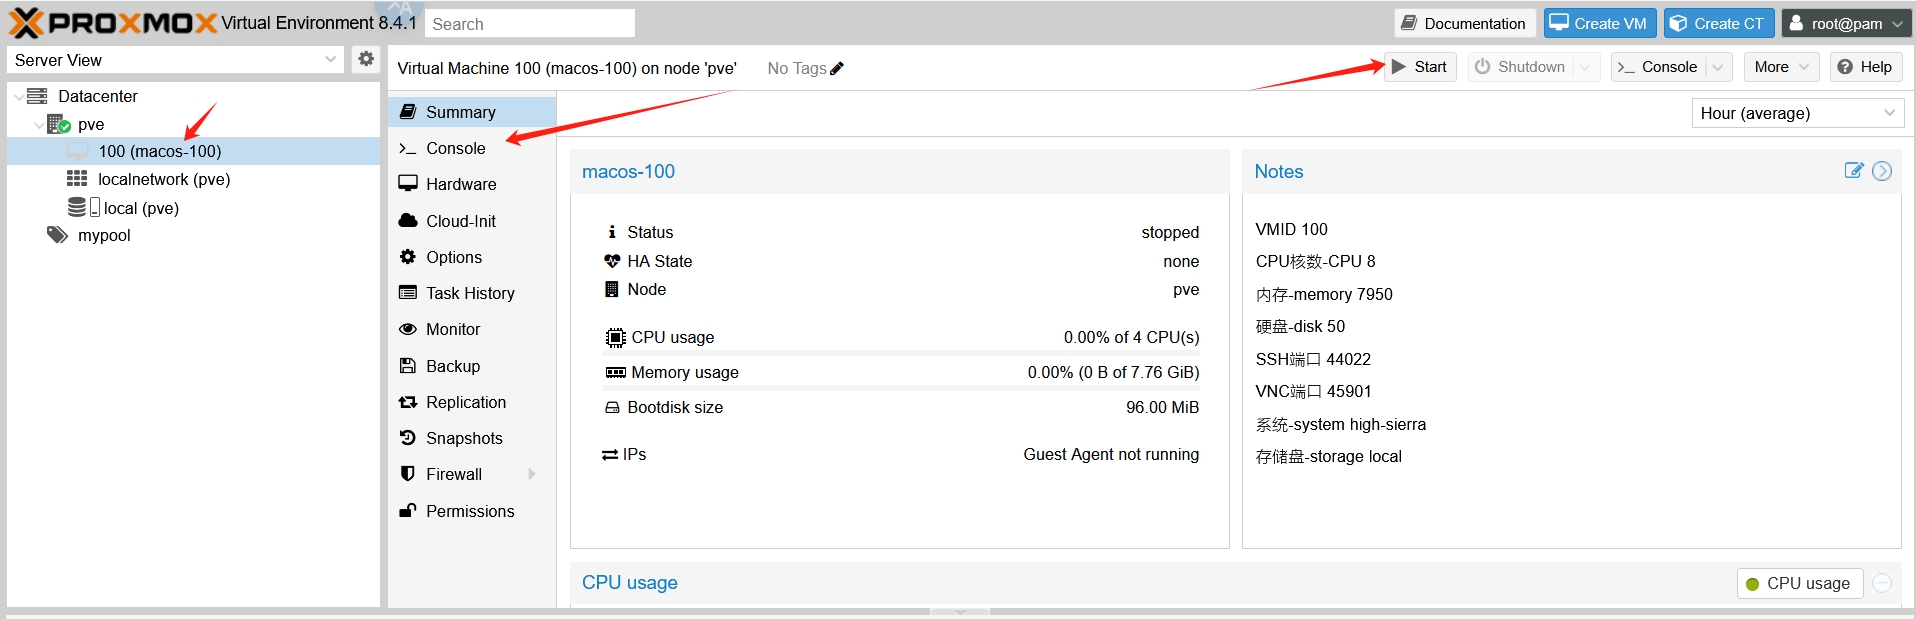 PROXMOX Virtual Environment 8.4.1
Search
Documentation
Create VM
Create CT
root@pam
Server View
Virtual Machine 100 (macos-100) on node 'pve'
No Tags
Start
Shutdown
Console
More
Help
Datacenter
pve
100 (macos-100)
localnetwork (pve)
local (pve)
mypool
Summary
Console
Hardware
Cloud-Init
Options
Task History
Monitor
Backup
Replication
Snapshots
Firewall
Permissions
Hour (average)
macos-100
Status stopped
HA State none
Node pve
CPU usage 0.00% of 4 CPU(s)
Memory usage 0.00% (0 B of 7.76 GiB)
Bootdisk size 96.00 MiB
IPs Guest Agent not running
Notes
VMID 100
CPU核数-CPU 8
内存-memory 7950
硬盘-disk 50
SSH端口 44022
VNC端口 45901
系统-system high-sierra
存储盘-storage local
CPU usage
CPU usage